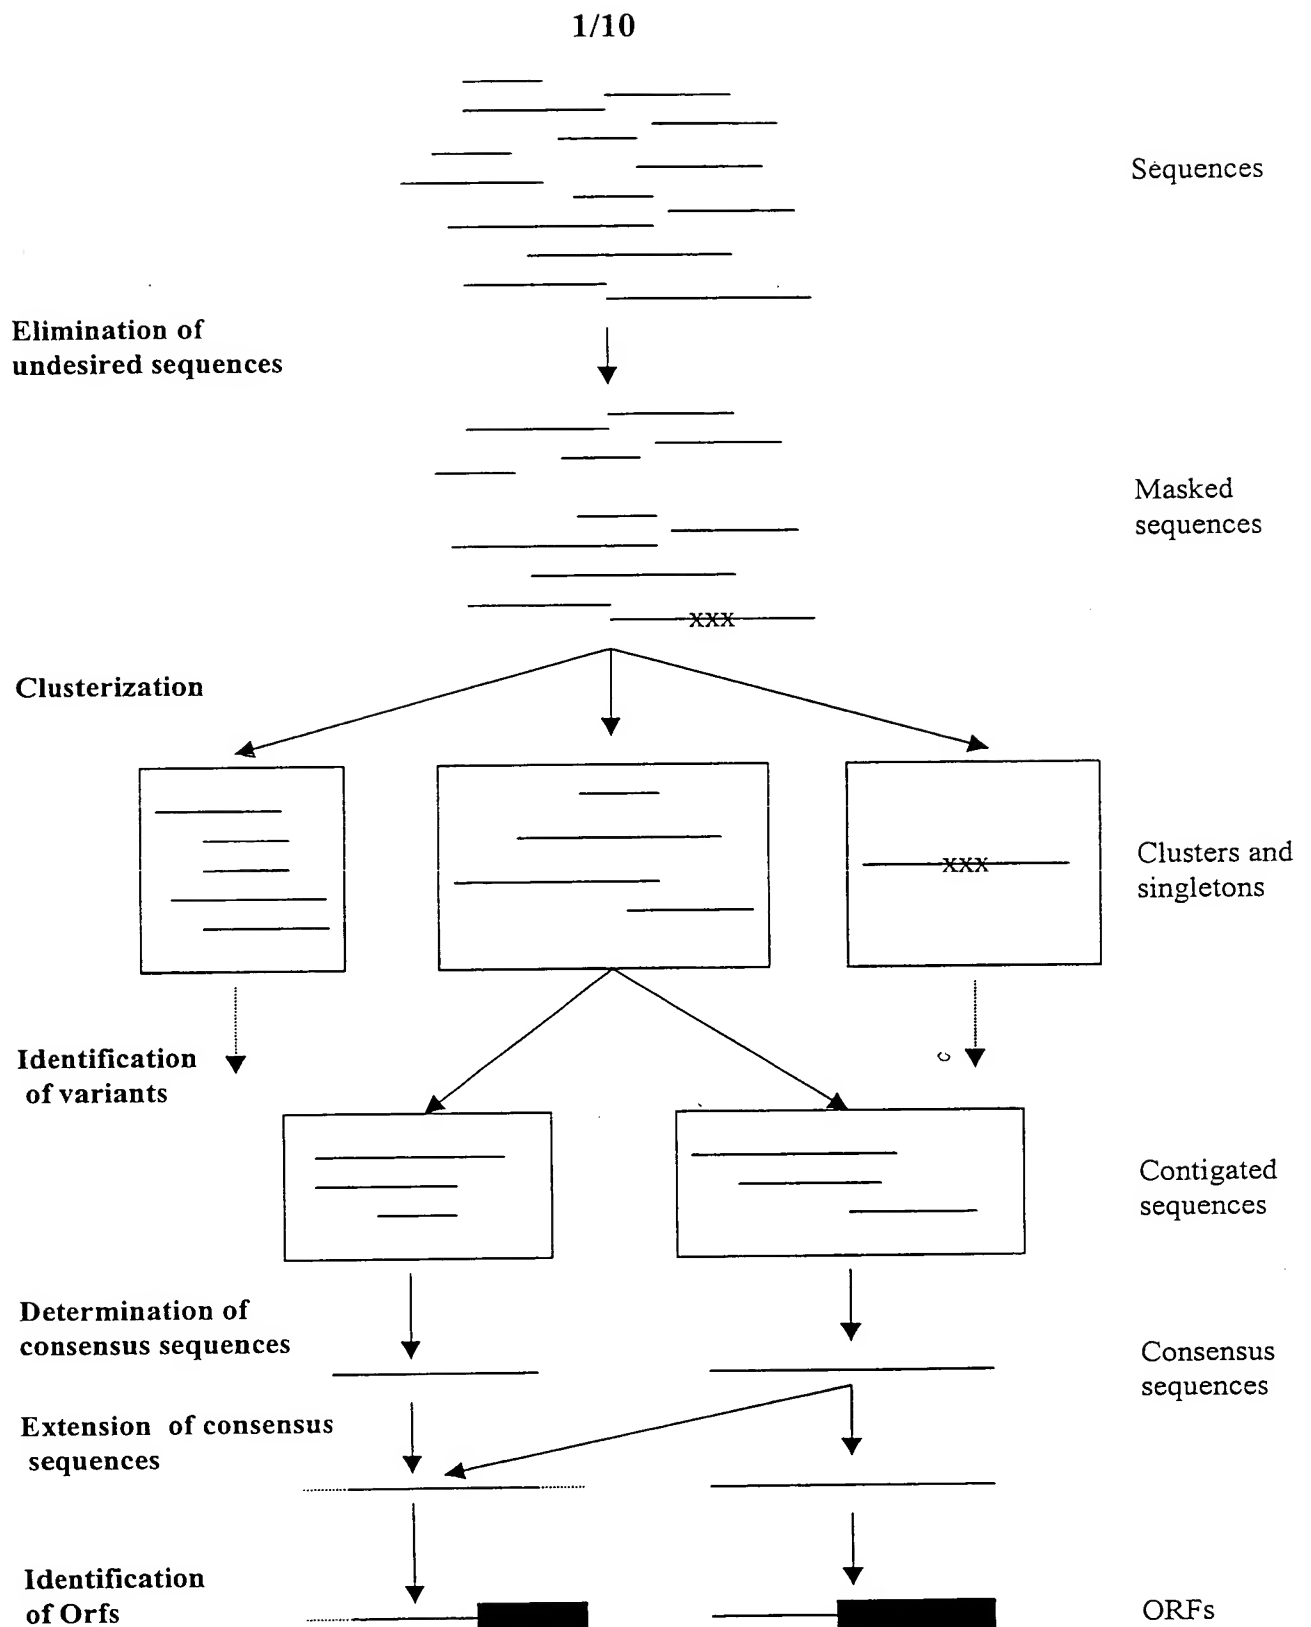 1/10
Sequences
Elimination of
undesired sequences
Masked
sequences
xxx
Clusterization
xxx
Clusters and
singletons
Identification
of variants
Contigated
sequences
Determination of
consensus sequences
Consensus
sequences
Extension of consensus
sequences
Identification
of Orfs
ORFs